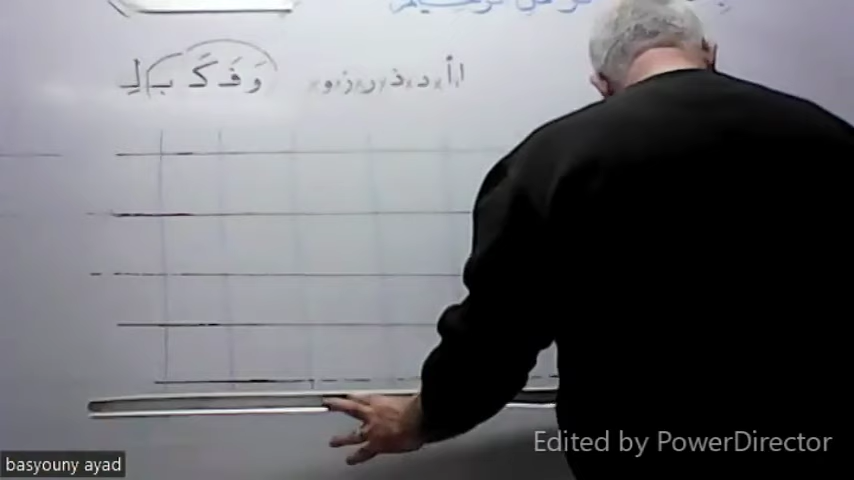 ا أ د ذ ر ز و وَ فَ كَ بِـ لِـ
basyouny ayad
Edited by PowerDirector